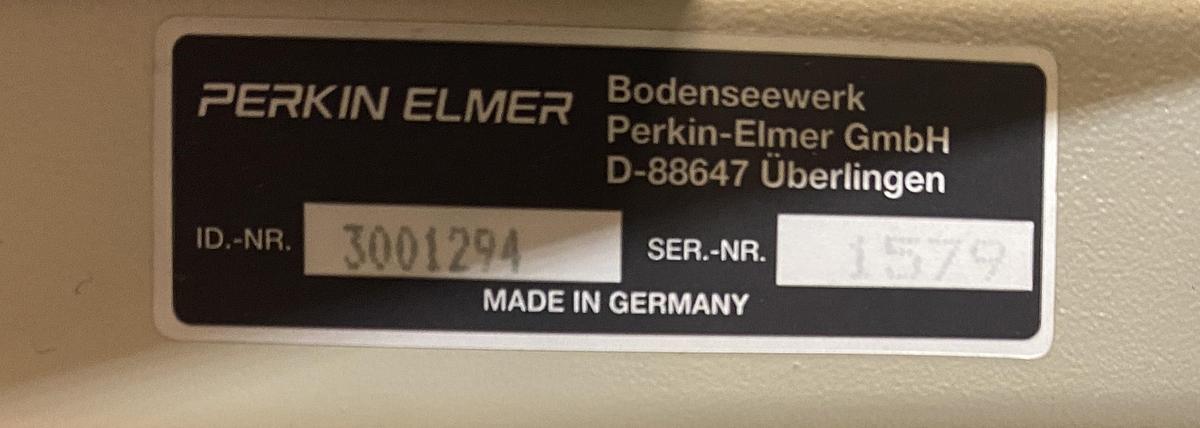 PERKIN ELMER
Bodenseewerk
Perkin-Elmer GmbH
D-88647 Überlingen
ID.-NR. 3001294
SER.-NR. 1579
MADE IN GERMANY